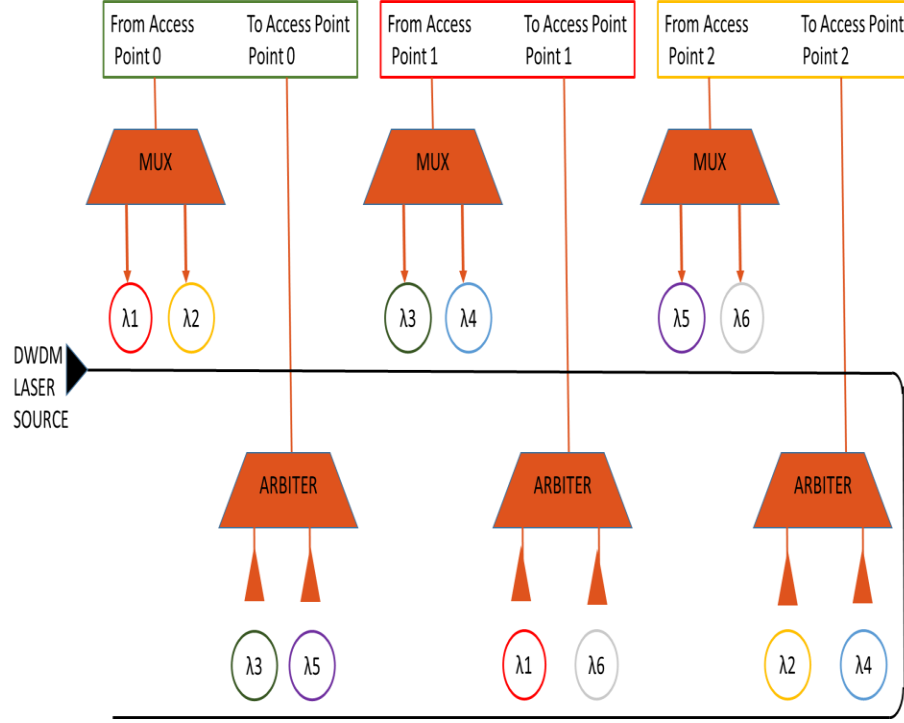 From Access
Point 0
To Access Point
Point 0
From Access
Point 1
To Access Point
Point 1
From Access
Point 2
To Access Point
Point 2
MUX
MUX
MUX
λ1
λ2
λ3
λ4
λ5
λ6
DWDM
LASER
SOURCE
ARBITER
ARBITER
ARBITER
λ3
λ5
λ1
λ6
λ2
λ4